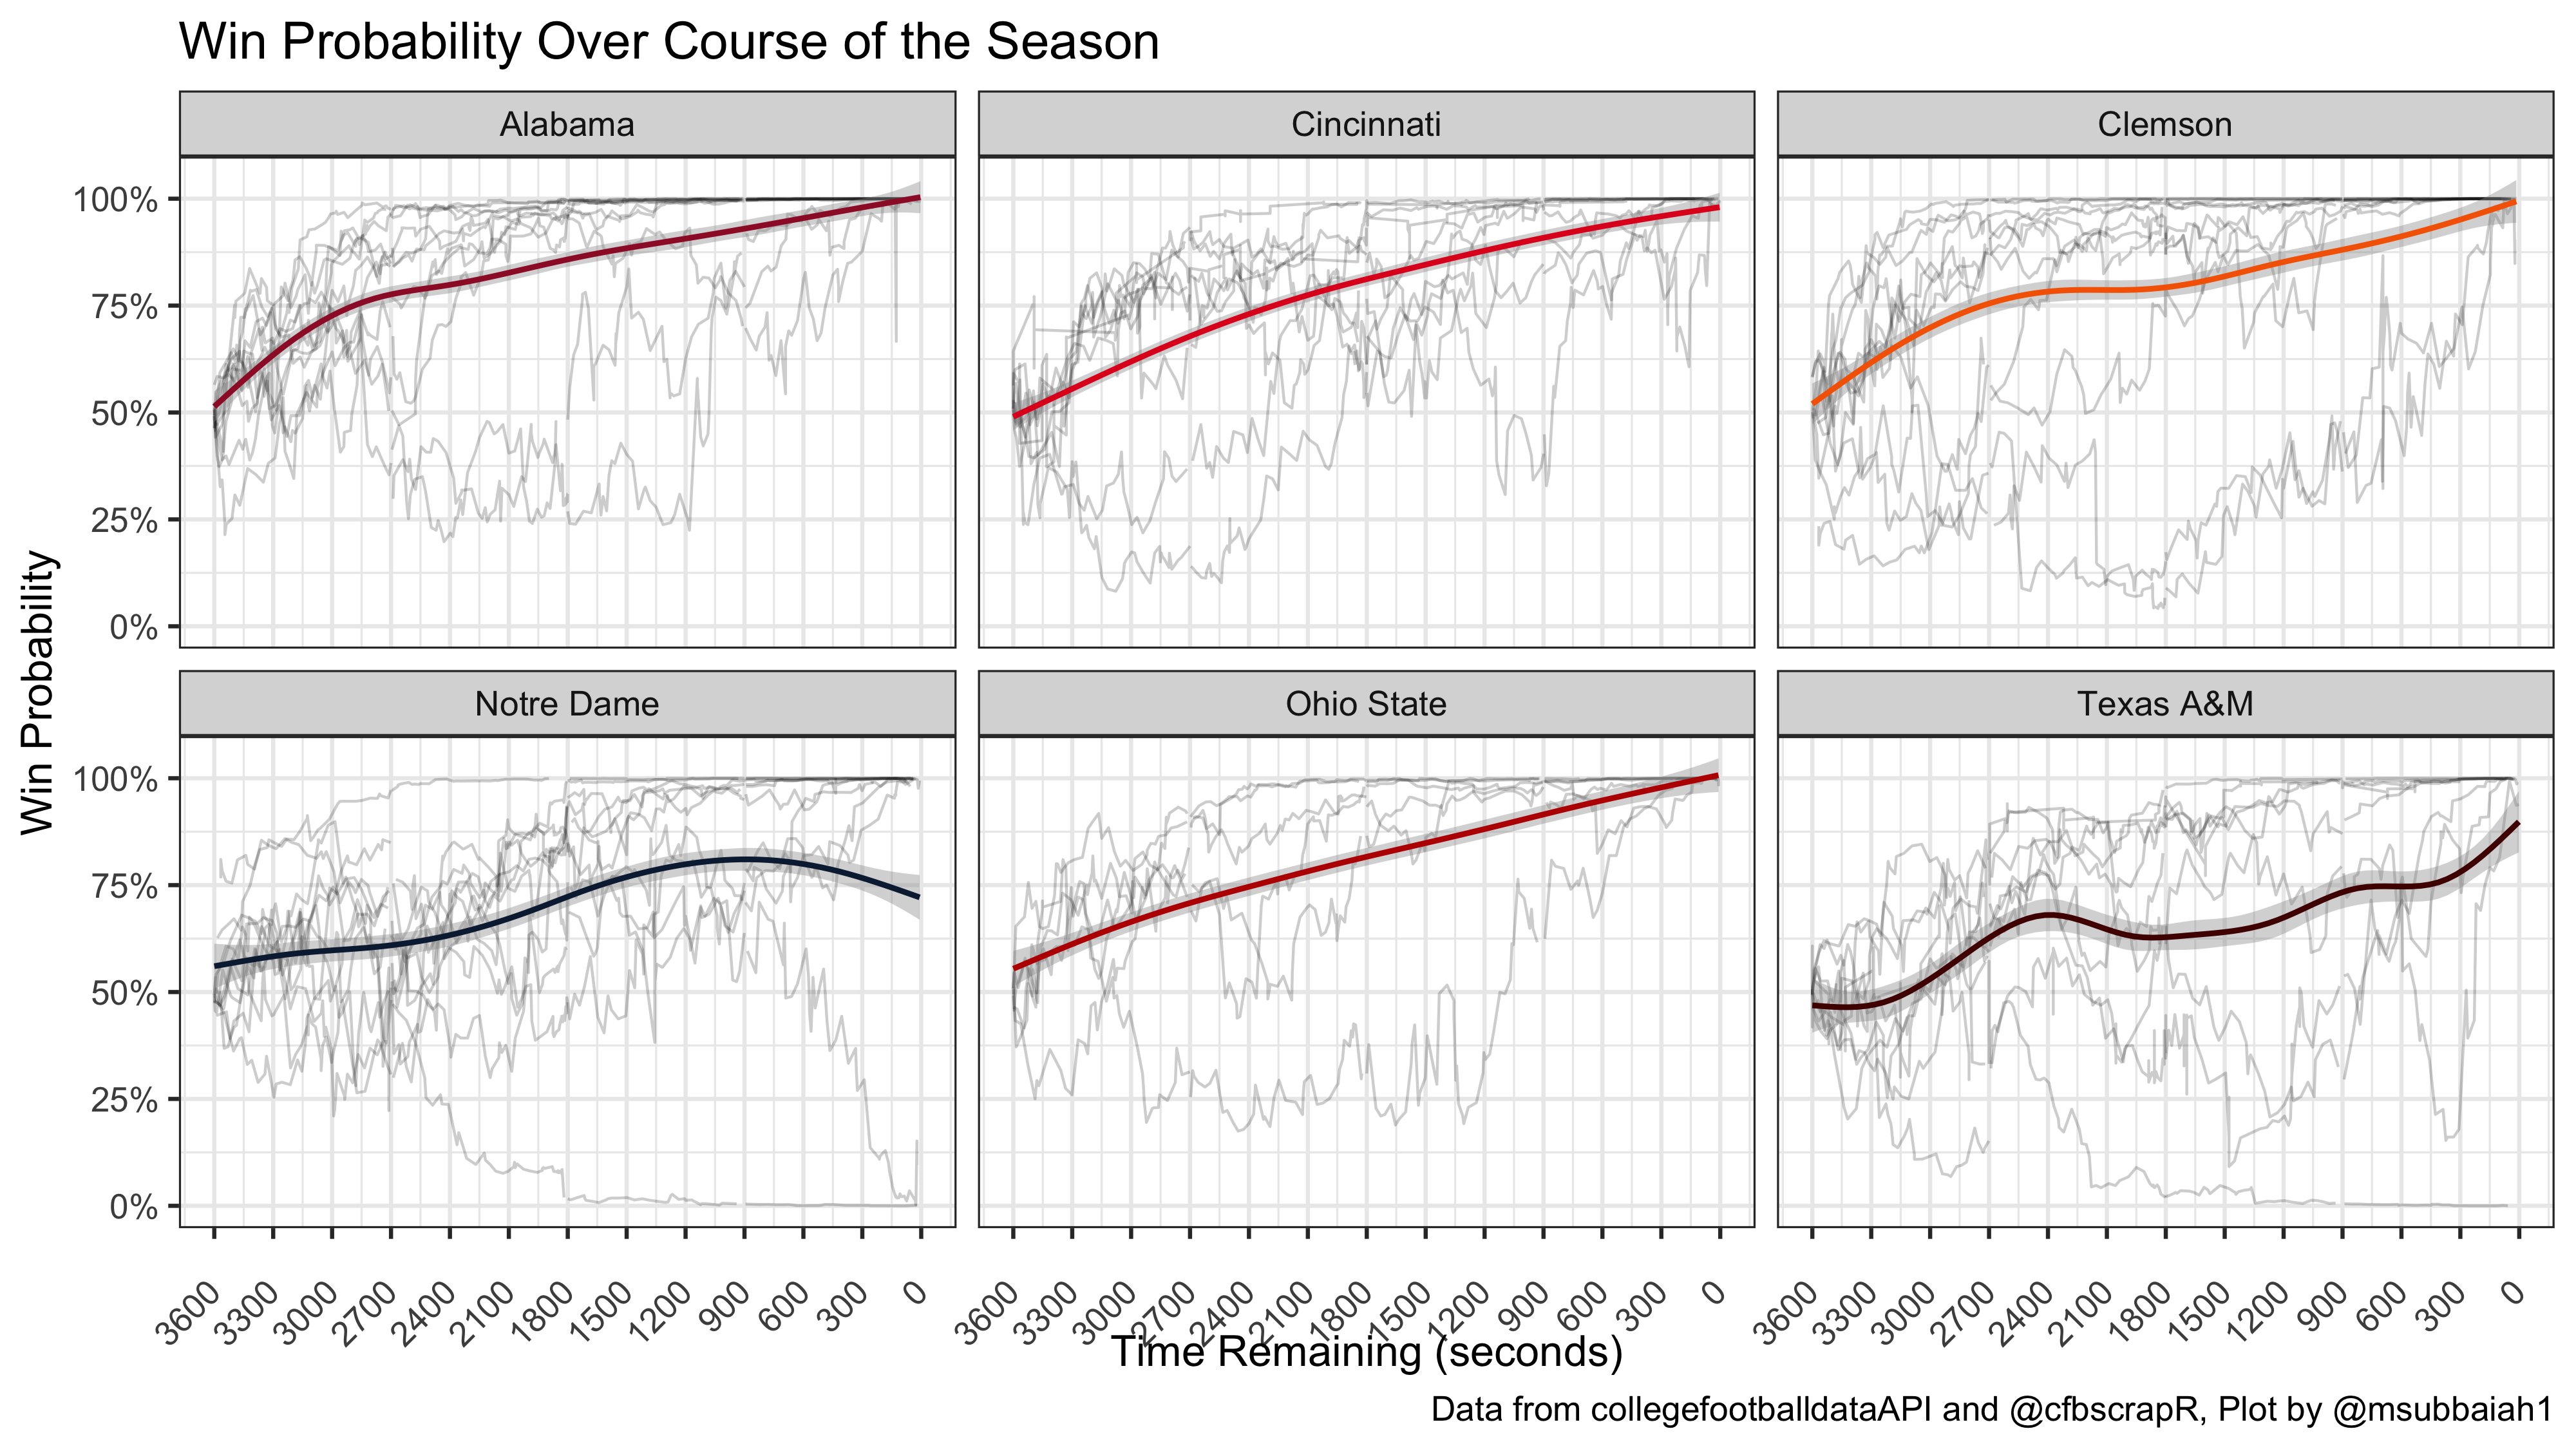 Win Probability Over Course of the Season
Alabama
Cincinnati
Clemson
100%
75%
50%
25%
0%
Win Probability
Notre Dame
Ohio State
Texas A&M
100%
75%
50%
25%
0%
3600 3300 3000 2700 2400 2100 1800 1500 1200 900 600 300 0
3600 3300 3000 2700 2400 2100 1800 1500 1200 900 600 300 0
3600 3300 3000 2700 2400 2100 1800 1500 1200 900 600 300 0
Time Remaining (seconds)
Data from collegefootballdataAPI and @cfbscrapR, Plot by @msubbaiah1